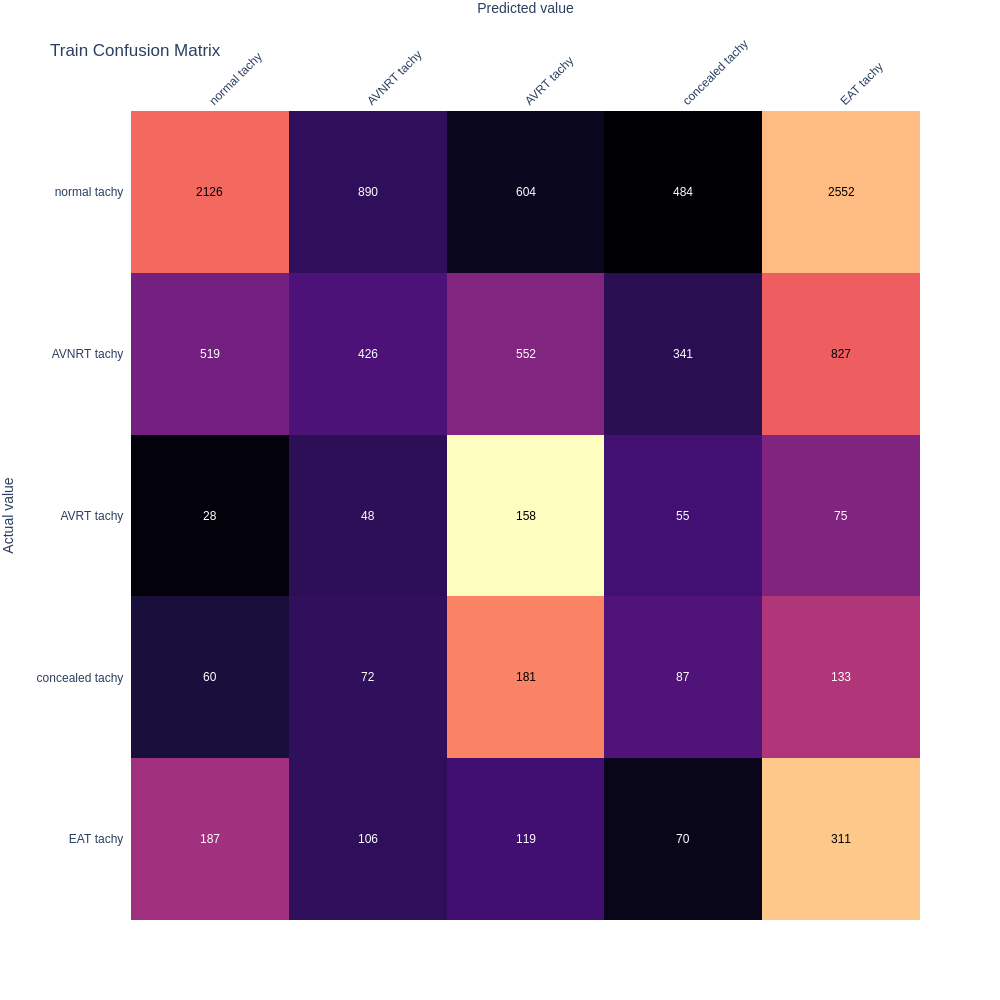 Predicted value
Train Confusion Matrix
normal tachy AVNRT tachy AVRT tachy concealed tachy EAT tachy
normal tachy 2126 890 604 484 2552
AVNRT tachy 519 426 552 341 827
Actual value
AVRT tachy 28 48 158 55 75
concealed tachy 60 72 181 87 133
EAT tachy 187 106 119 70 311